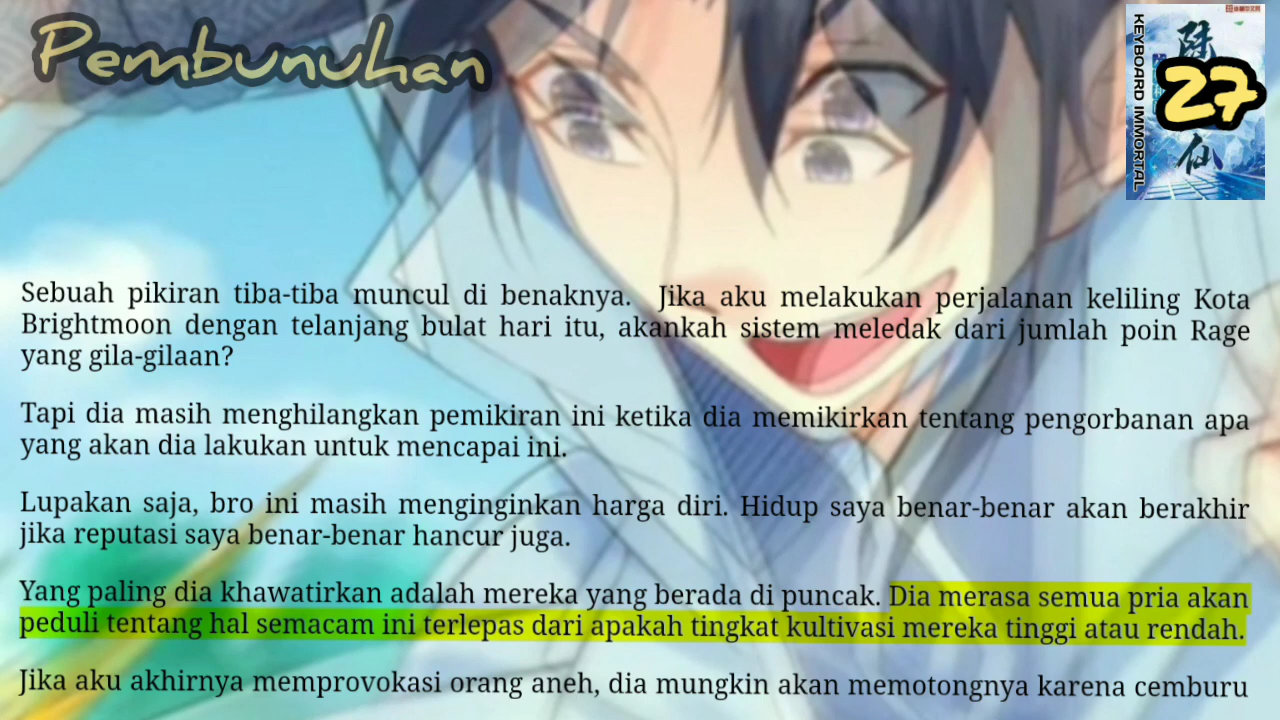 Pembunuhan
KEYBOARD IMMORTAL
陆
27
仙
Sebuah pikiran tiba-tiba muncul di benaknya. Jika aku melakukan perjalanan keliling Kota
Brightmoon dengan telanjang bulat hari itu, akankah sistem meledak dari jumlah poin Rage
yang gila-gilaan?
Tapi dia masih menghilangkan pemikiran ini ketika dia memikirkan tentang pengorbanan apa
yang akan dia lakukan untuk mencapai ini.
Lupakan saja, bro ini masih menginginkan harga diri. Hidup saya benar-benar akan berakhir
jika reputasi saya benar-benar hancur juga.
Yang paling dia khawatirkan adalah mereka yang berada di puncak. Dia merasa semua pria akan
peduli tentang hal semacam ini terlepas dari apakah tingkat kultivasi mereka tinggi atau rendah.
Jika aku akhirnya memprovokasi orang aneh, dia mungkin akan memotongnya karena cemburu